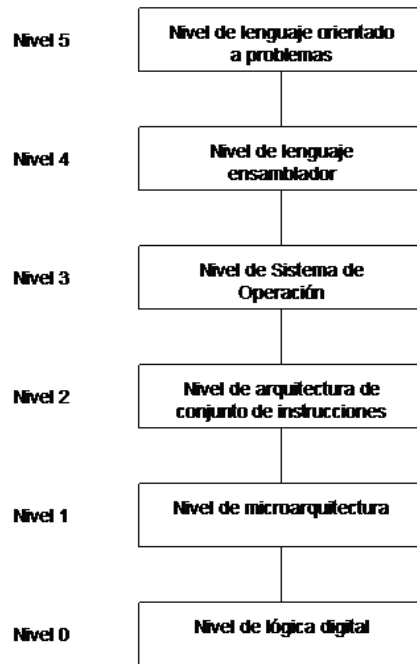 Nivel 5
Nivel de lenguaje orientado
a problemas
Nivel 4
Nivel de lenguaje
ensamblador
Nivel 3
Nivel de Sistema de
Operación
Nivel 2
Nivel de arquitectura de
conjunto de instrucciones
Nivel 1
Nivel de microarquitectura
Nivel 0
Nivel de lógica digital